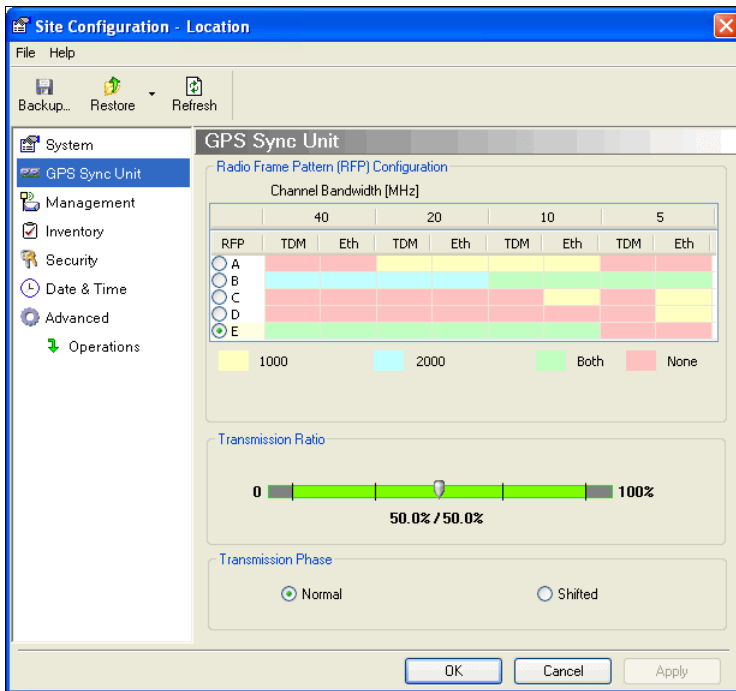 Site Configuration - Location
File Help
Backup... Restore Refresh
System
GPS Sync Unit
Management
Inventory
Security
Date & Time
Advanced
Operations
GPS Sync Unit
Radio Frame Pattern (RFP) Configuration
Channel Bandwidth [MHz]
40 20 10 5
RFP TDM Eth TDM Eth TDM Eth TDM Eth
A
B
C
D
E
1000 2000 Both None
Transmission Ratio
0 100%
50.0% / 50.0%
Transmission Phase
Normal Shifted
OK Cancel Apply